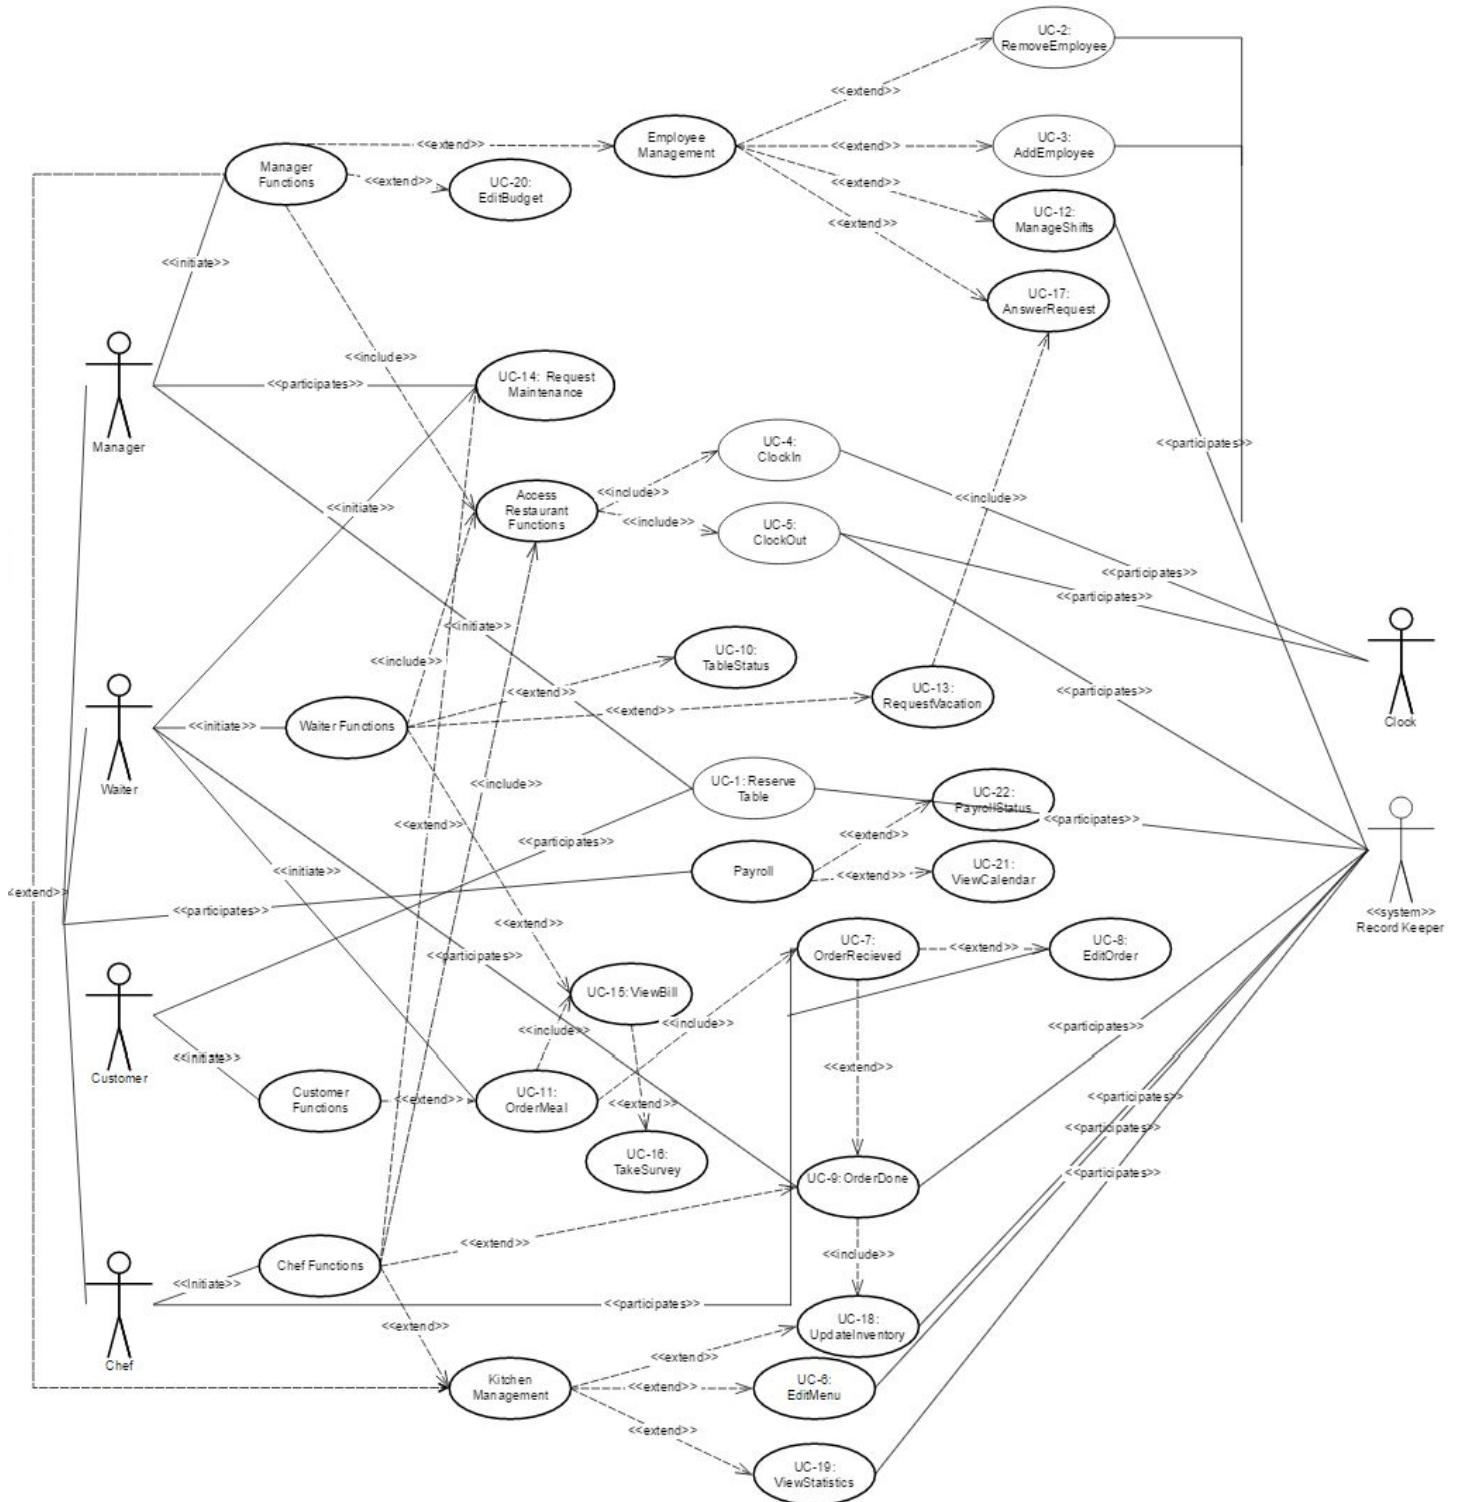 UC-2:
RemoveEmployee
<<extend>>
Employee
Management
<<extend>>
UC-3:
AddEmployee
<<extend>>
Manager
Functions
<<extend>>
UC-20:
EditBudget
<<extend>>
UC-12:
ManageShifts
<<extend>>
<<initiate>>
UC-17:
AnswerRequest
<<include>>
<<participates>>
UC-14: Request
Maintenance
Manager
UC-4:
ClockIn
<<participates>>
Access
Restaurant
Functions
<<include>>
<<include>>
<<initiate>>
<<include>>
UC-5:
ClockOut
<<participates>>
<<participates>>
<<initiate>>
UC-10:
TableStatus
<<include>>
<<extend>>
UC-13:
RequestVacation
<<participates>>
<<extend>>
<<initiate>>
Waiter Functions
Clock
Waiter
<<include>>
UC-1: Reserve
Table
UC-22:
PayrollStatus
<<extend>>
<<participates>>
<<participates>>
<<extend>>
<<initiate>>
Payroll
UC-21:
ViewCalendar
<<extend>>
<extend>>
<<participates>>
<<system>>
Record Keeper
<<extend>>
UC-7:
OrderRecieved
<<extend>>
UC-8:
EditOrder
<<participates>>
UC-15: ViewBill
<<include>>
<<include>>
<<participates>>
<<initiate>>
Customer
<<extend>>
Customer
Functions
<<extend>>
UC-11:
OrderMeal
<<extend>>
<<participates>>
<<participates>>
UC-16:
TakeSurvey
<<participates>>
UC-9: OrderDone
<<extend>>
<<include>>
Chef Functions
<<Initiate>>
<<participates>>
<<extend>>
UC-18:
UpdateInventory
Chef
<<extend>>
Kitchen
Management
<<extend>>
UC-6:
EditMenu
<<extend>>
UC-19:
ViewStatistics